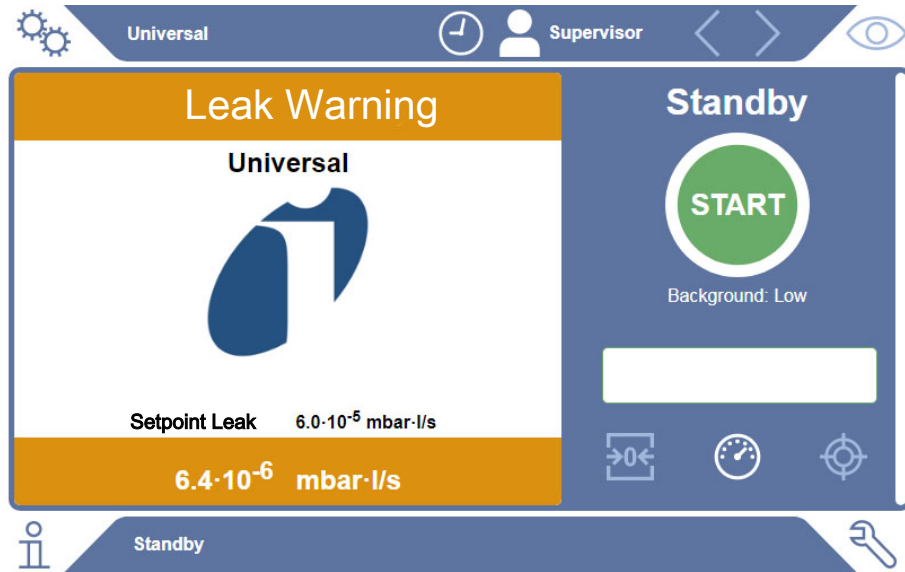 Universal
Supervisor
Leak Warning
Universal
Setpoint Leak 6.0·10⁻⁵ mbar·l/s
6.4·10⁻⁶ mbar·l/s
Standby
START
Background: Low
→0←
Standby